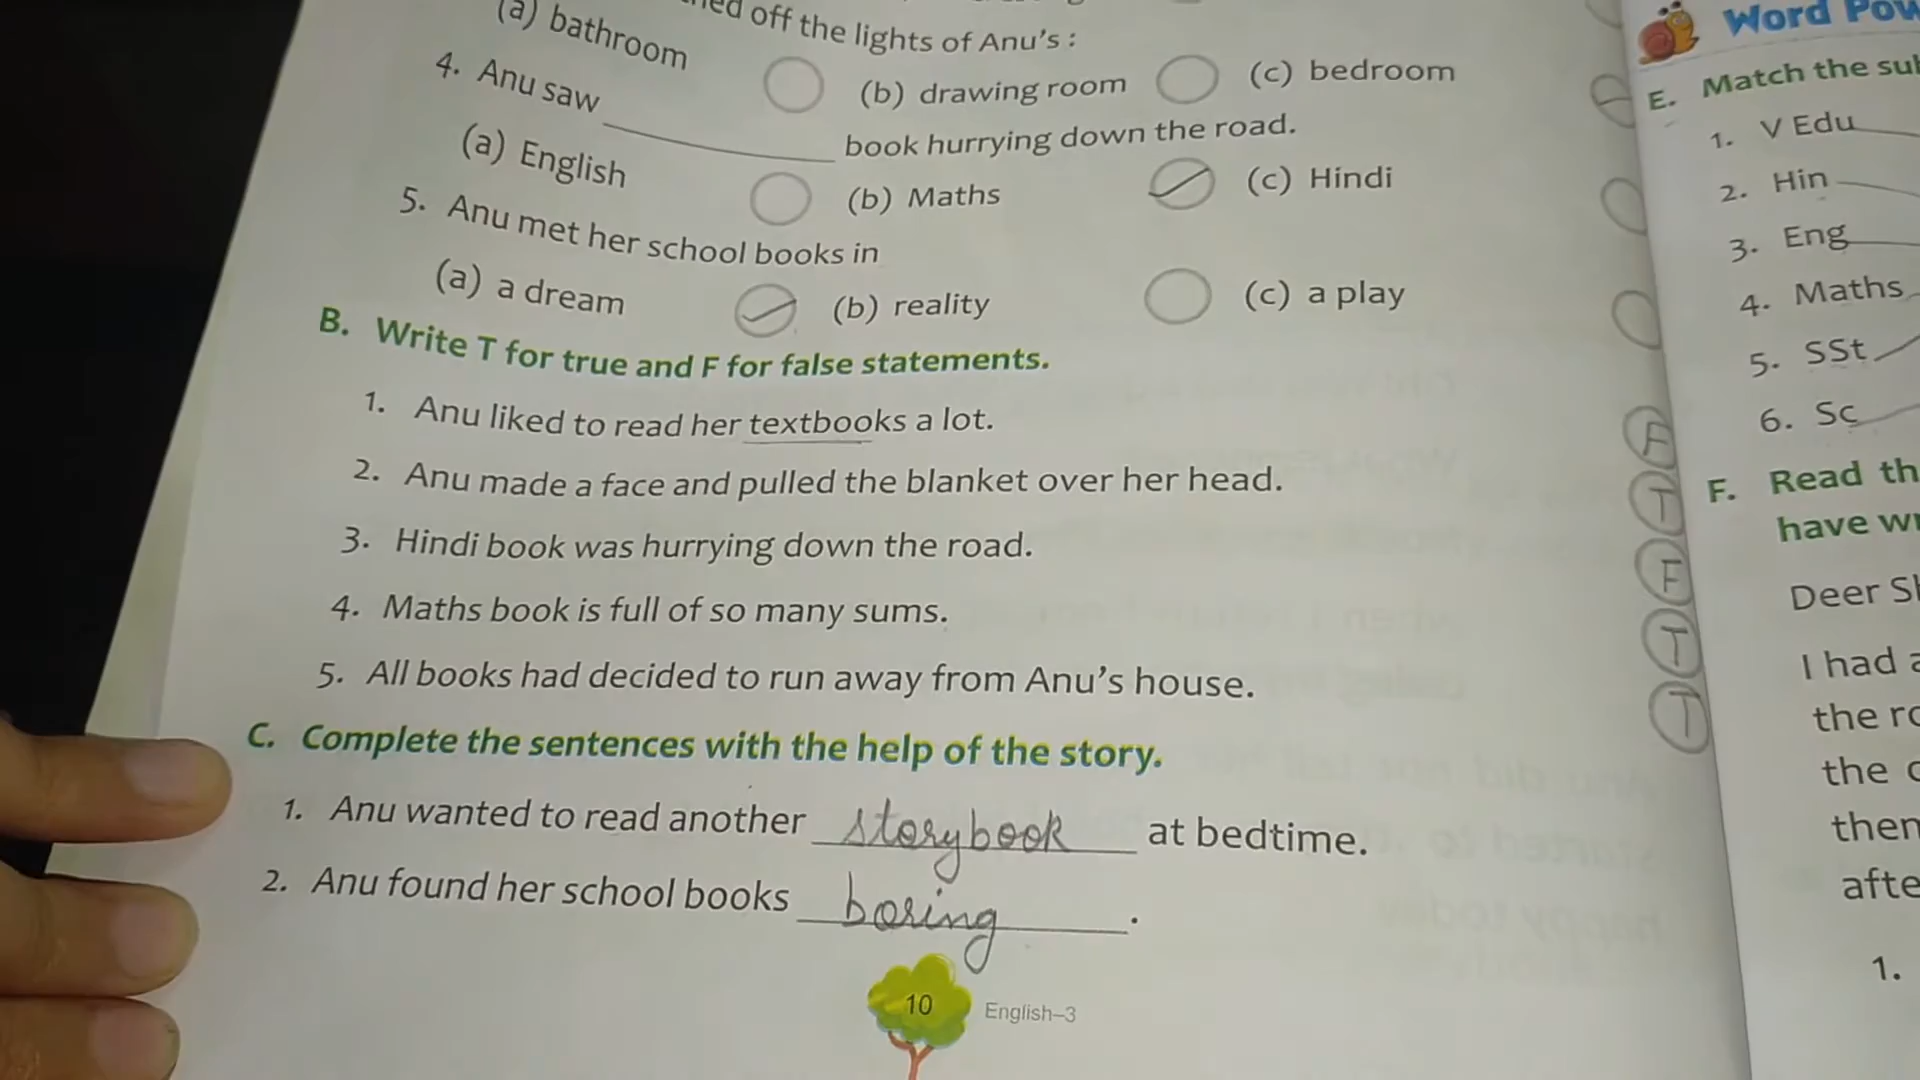 off the lights of Anu's :
(a) bathroom (b) drawing room (c) bedroom
4. Anu saw __________ book hurrying down the road.
(a) English (b) Maths (c) Hindi
5. Anu met her school books in
(a) a dream (b) reality (c) a play
B. Write T for true and F for false statements.
1. Anu liked to read her textbooks a lot. F
2. Anu made a face and pulled the blanket over her head. T
3. Hindi book was hurrying down the road. F
4. Maths book is full of so many sums. T
5. All books had decided to run away from Anu's house. T
C. Complete the sentences with the help of the story.
1. Anu wanted to read another storybook at bedtime.
2. Anu found her school books boring.
10 English–3
Word
E. Match the
1. V Edu
2. Hin
3. Eng
4. Maths
5. SSt
6. Sc
F. Read
have
Deer
I had
the
the
1.